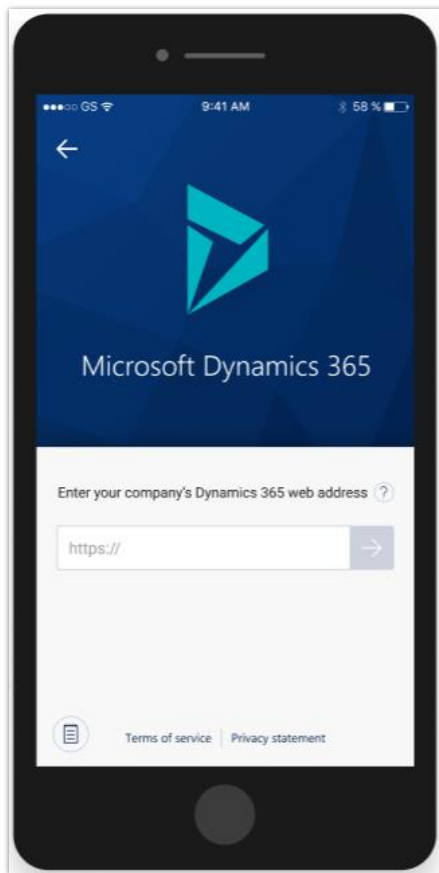 GS 9:41 AM 58 %
Microsoft Dynamics 365
Enter your company's Dynamics 365 web address ?
https://
Terms of service | Privacy statement